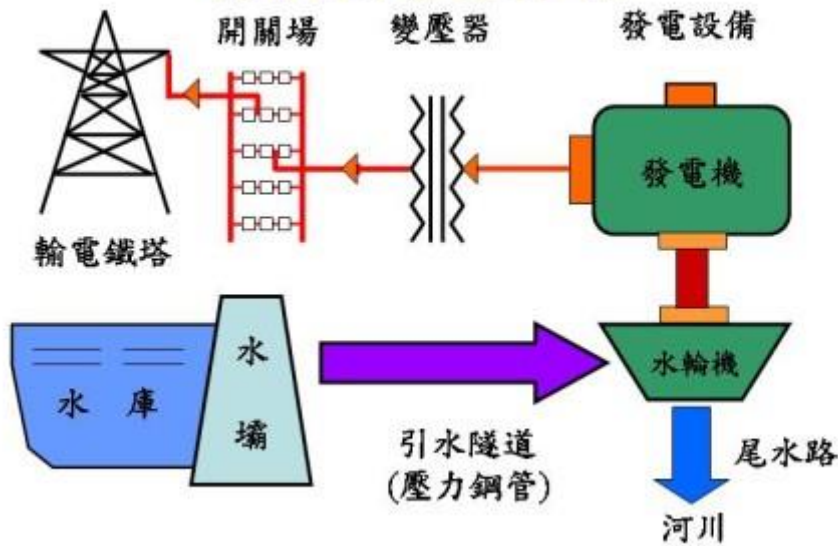 開關場
變壓器
發電設備
發電機
輸電鐵塔
水庫
水壩
水輪機
引水隧道
(壓力鋼管)
尾水路
河川